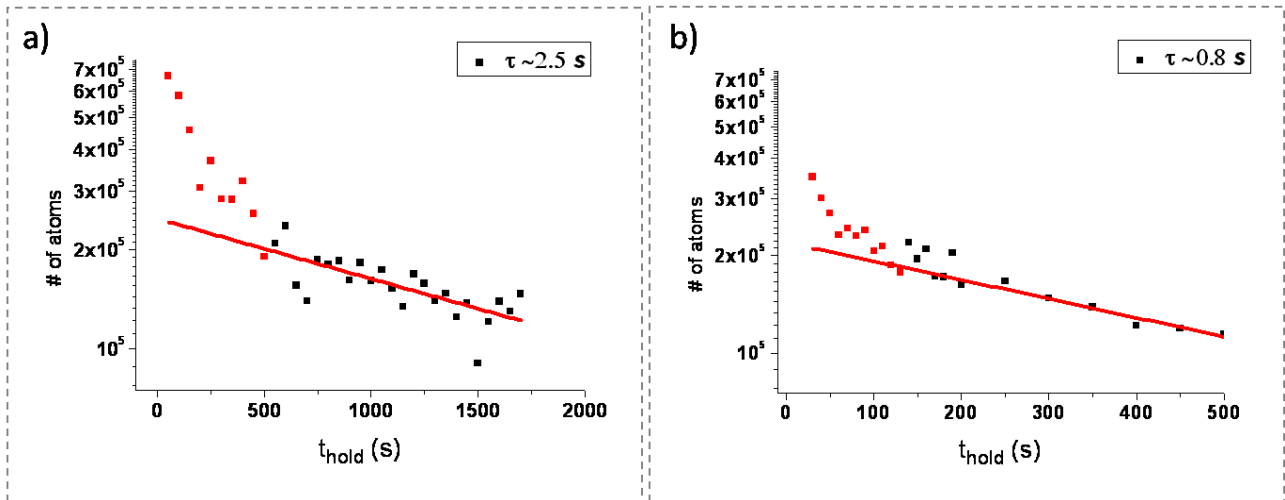 a)
τ ~2.5 s
7x10⁵
6x10⁵
5x10⁵
4x10⁵
3x10⁵
2x10⁵
10⁵
# of atoms
0 500 1000 1500 2000
t_hold (s)
b)
τ ~0.8 s
7x10⁵
6x10⁵
5x10⁵
4x10⁵
3x10⁵
2x10⁵
10⁵
# of atoms
0 100 200 300 400 500
t_hold (s)